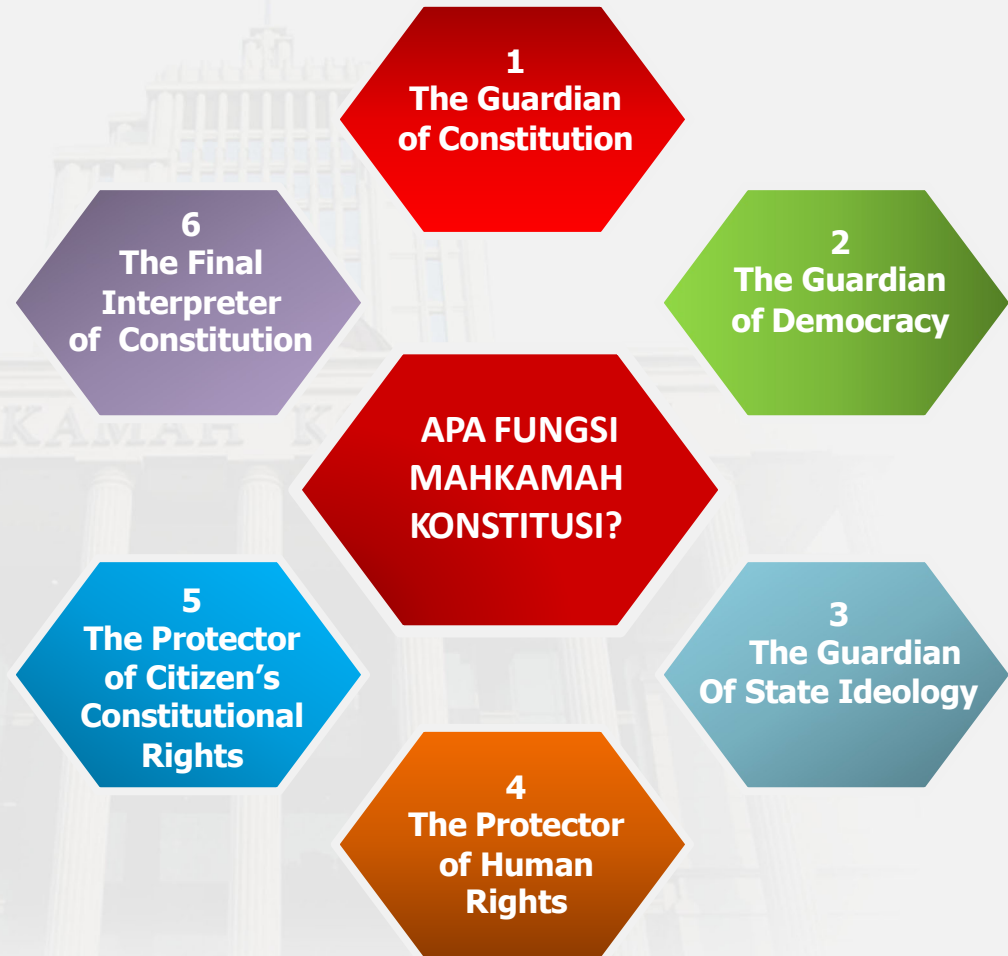 1
The Guardian
of Constitution
2
The Guardian
of Democracy
3
The Guardian
Of State Ideology
4
The Protector
of Human
Rights
5
The Protector
of Citizen’s
Constitutional
Rights
6
The Final
Interpreter
of Constitution
APA FUNGSI
MAHKAMAH
KONSTITUSI?
KAMAH K